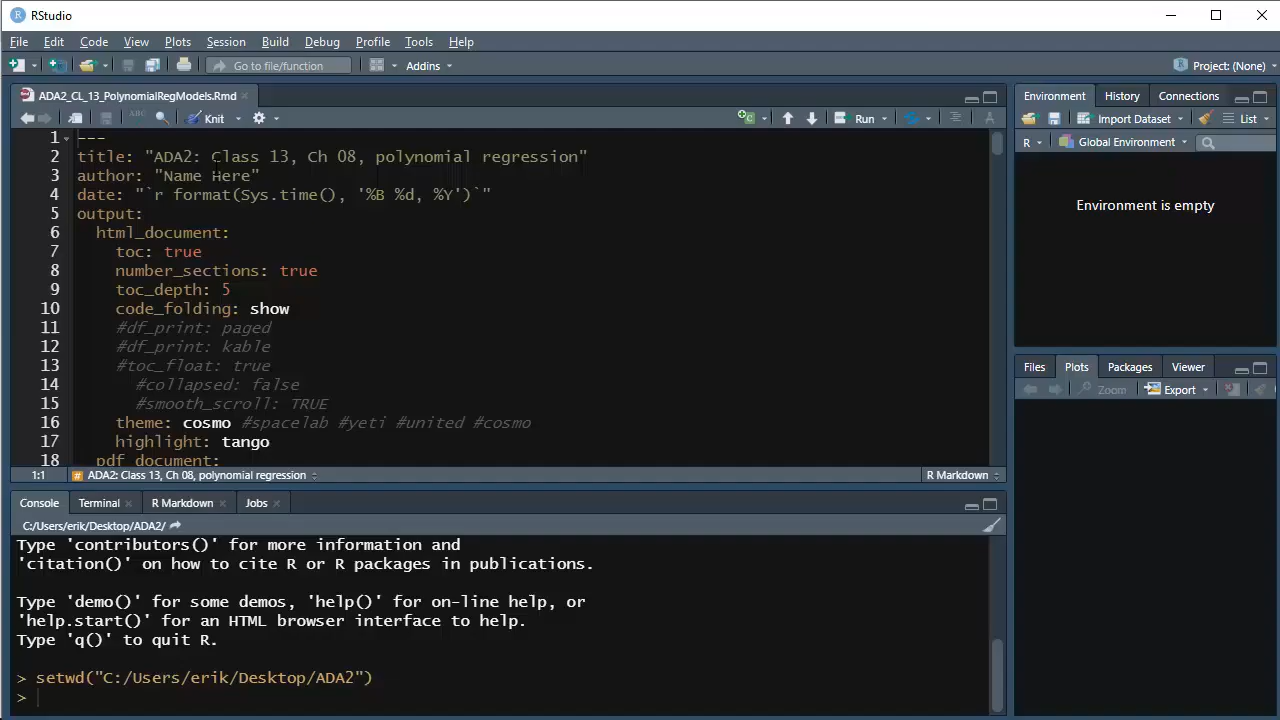 RStudio
File Edit Code View Plots Session Build Debug Profile Tools Help
Go to file/function Addins Project: (None)
ADA2_CL_13_PolynomialRegModels.Rmd
ABC Knit Run
1 ---
2 title: "ADA2: Class 13, Ch 08, polynomial regression"
3 author: "Name Here"
4 date: "`r format(Sys.time(), '%B %d, %Y')`"
5 output:
6 html_document:
7 toc: true
8 number_sections: true
9 toc_depth: 5
10 code_folding: show
11 #df_print: paged
12 #df_print: kable
13 #toc_float: true
14 #collapsed: false
15 #smooth_scroll: TRUE
16 theme: cosmo #spacelab #yeti #united #cosmo
17 highlight: tango
18 pdf_document:
1:1 # ADA2: Class 13, Ch 08, polynomial regression R Markdown
Console Terminal R Markdown Jobs
C:/Users/erik/Desktop/ADA2/
Type 'contributors()' for more information and
'citation()' on how to cite R or R packages in publications.
Type 'demo()' for some demos, 'help()' for on-line help, or
'help.start()' for an HTML browser interface to help.
Type 'q()' to quit R.
> setwd("C:/Users/erik/Desktop/ADA2")
>
Environment History Connections
Import Dataset List
R Global Environment
Environment is empty
Files Plots Packages Viewer
Zoom Export